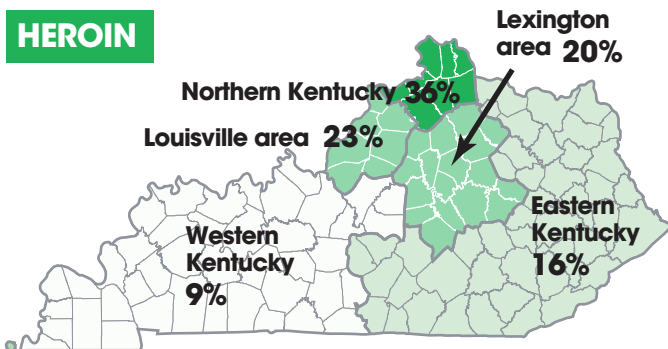 HEROIN
Lexington
area 20%
Northern Kentucky 36%
Louisville area 23%
Western
Kentucky
9%
Eastern
Kentucky
16%